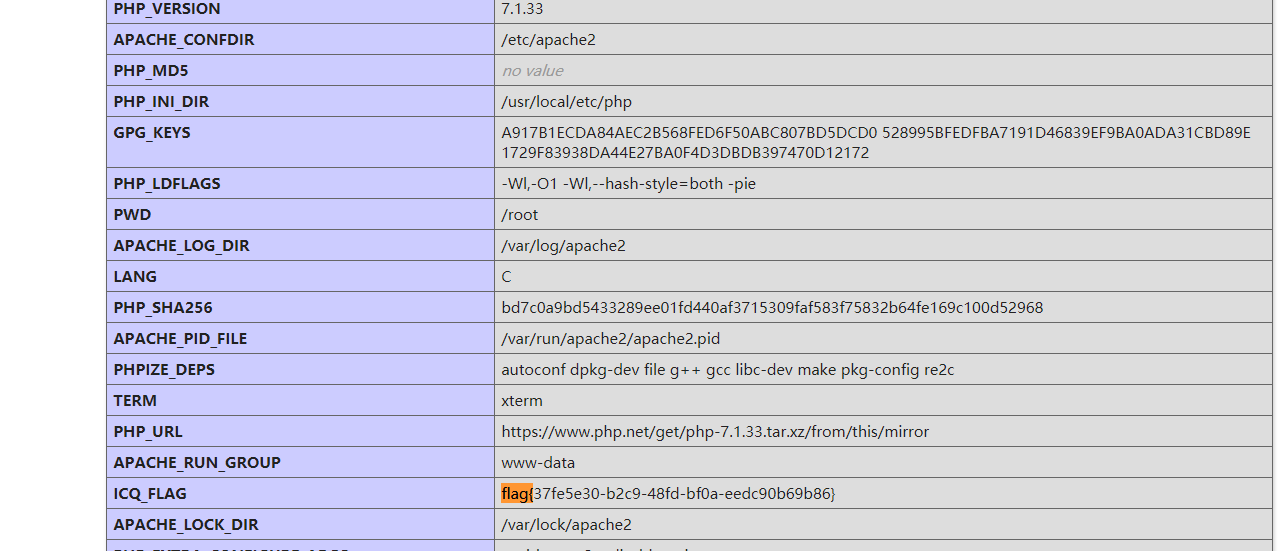 PHP_VERSION 7.1.33
APACHE_CONFDIR /etc/apache2
PHP_MD5 no value
PHP_INI_DIR /usr/local/etc/php
GPG_KEYS A917B1ECDA84AEC2B568FED6F50ABC807BD5DCD0 528995BFEDFBA7191D46839EF9BA0ADA31CBD89E
1729F83938DA44E27BA0F4D3DBDB397470D12172
PHP_LDFLAGS -Wl,-O1 -Wl,--hash-style=both -pie
PWD /root
APACHE_LOG_DIR /var/log/apache2
LANG C
PHP_SHA256 bd7c0a9bd5433289ee01fd440af3715309faf583f75832b64fe169c100d52968
APACHE_PID_FILE /var/run/apache2/apache2.pid
PHPIZE_DEPS autoconf dpkg-dev file g++ gcc libc-dev make pkg-config re2c
TERM xterm
PHP_URL https://www.php.net/get/php-7.1.33.tar.xz/from/this/mirror
APACHE_RUN_GROUP www-data
ICQ_FLAG flag{37fe5e30-b2c9-48fd-bf0a-eedc90b69b86}
APACHE_LOCK_DIR /var/lock/apache2